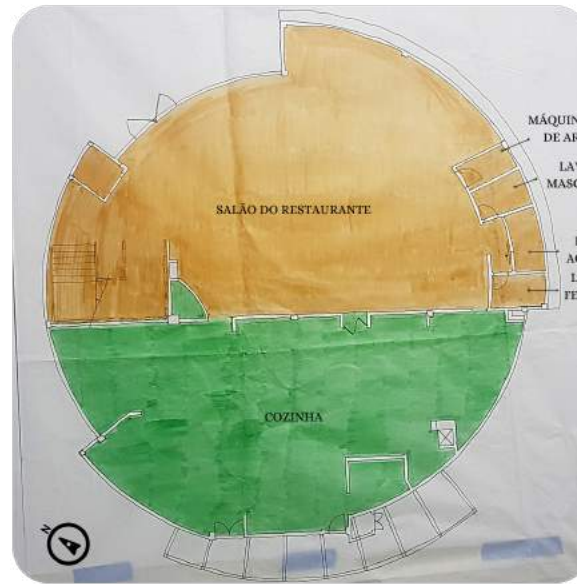 MÁQUIN
DE AR
LAV
MASC
SALÃO DO RESTAURANTE
AC
FE
COZINHA
N